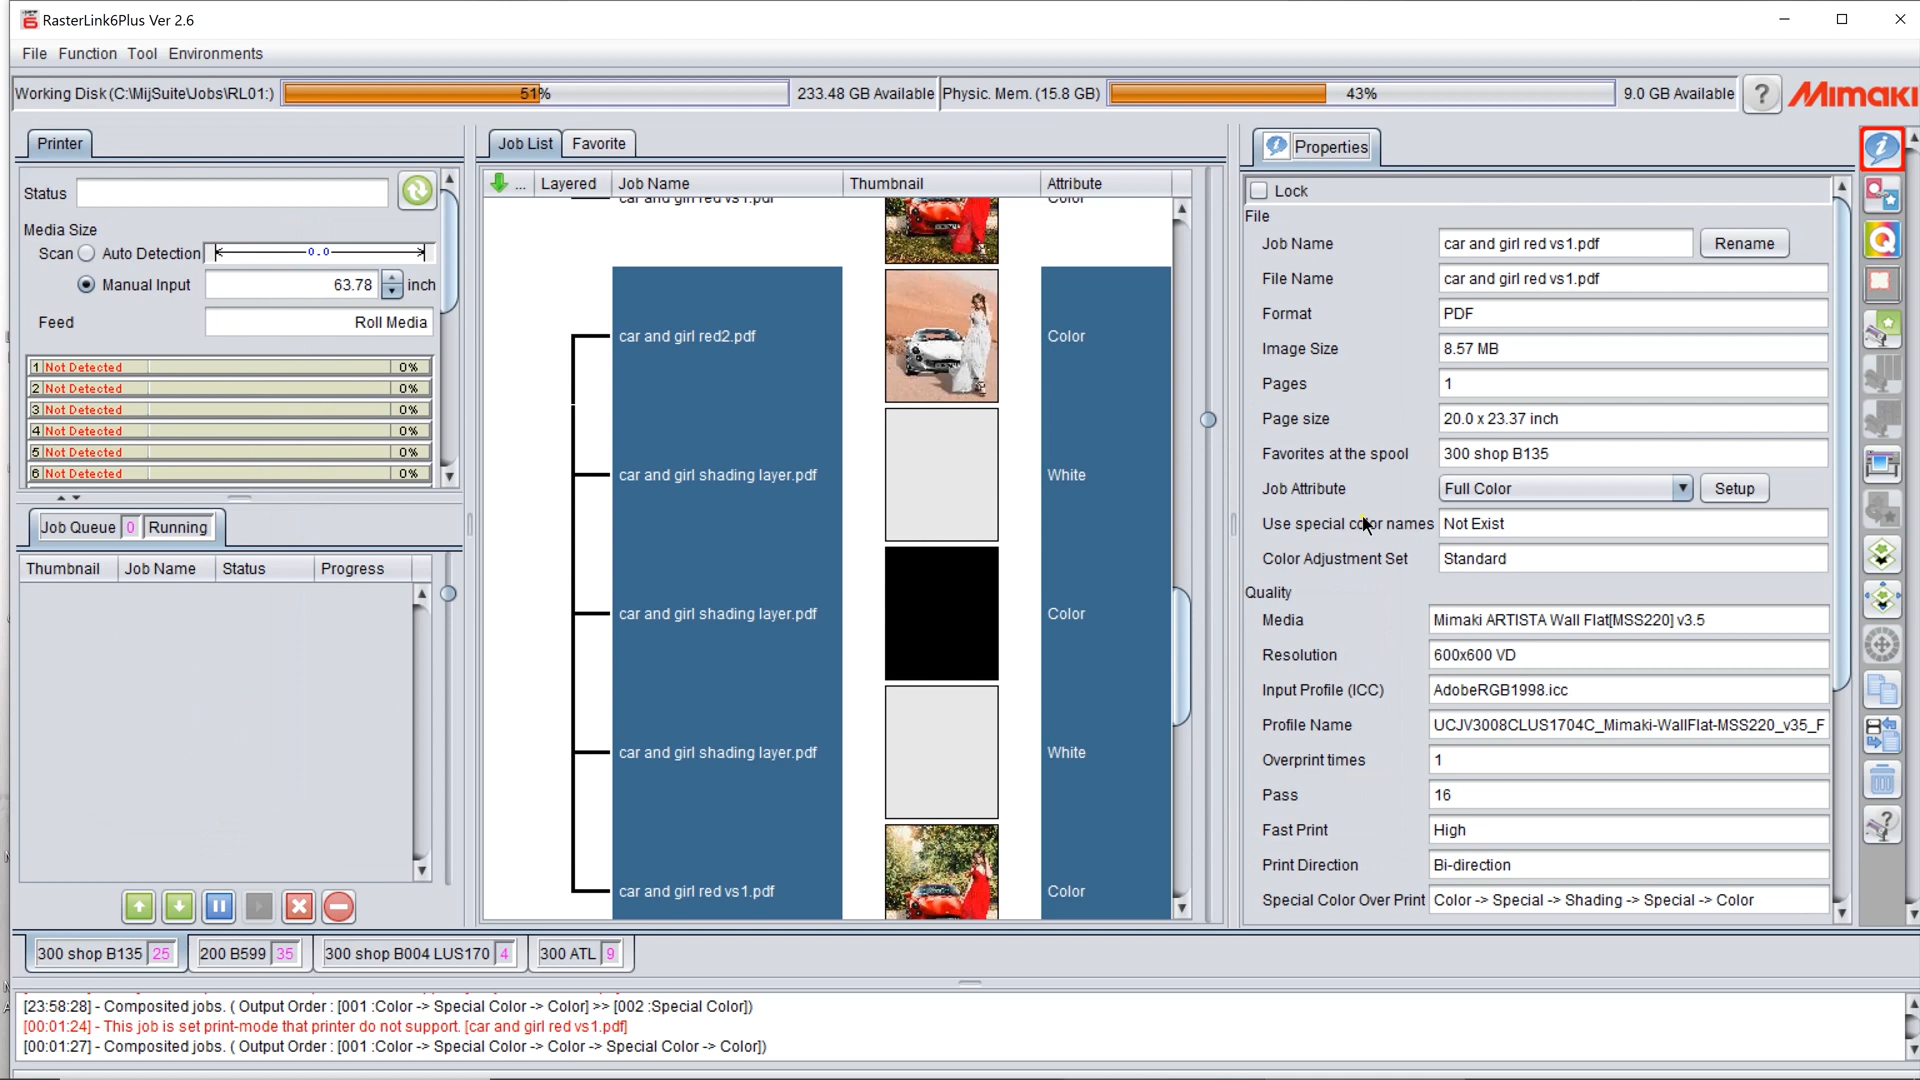 RasterLink6Plus Ver 2.6
File Function Tool Environments
Working Disk(C:\MijSuite\Jobs\RL01:) 51% 233.48 GB Available Physic. Mem. (15.8 GB) 43% 9.0 GB Available ? Mimaki
Printer
Status
Media Size
Scan Auto Detection 0.0
Manual Input 63.78 inch
Feed Roll Media
1 Not Detected 0%
2 Not Detected 0%
3 Not Detected 0%
4 Not Detected 0%
5 Not Detected 0%
6 Not Detected 0%
Job Queue 0 Running
Thumbnail Job Name Status Progress
Job List Favorite
... Layered Job Name Thumbnail Attribute
car and girl red vs1.pdf Color
car and girl red2.pdf Color
car and girl shading layer.pdf White
car and girl shading layer.pdf Color
car and girl shading layer.pdf White
car and girl red vs1.pdf Color
Properties
Lock
File
Job Name car and girl red vs1.pdf Rename
File Name car and girl red vs1.pdf
Format PDF
Image Size 8.57 MB
Pages 1
Page size 20.0 x 23.37 inch
Favorites at the spool 300 shop B135
Job Attribute Full Color Setup
Use special color names Not Exist
Color Adjustment Set Standard
Quality
Media Mimaki ARTISTA Wall Flat[MSS220] v3.5
Resolution 600x600 VD
Input Profile (ICC) AdobeRGB1998.icc
Profile Name UCJV3008CLUS1704C_Mimaki-WallFlat-MSS220_v35_F
Overprint times 1
Pass 16
Fast Print High
Print Direction Bi-direction
Special Color Over Print Color -> Special -> Shading -> Special -> Color
300 shop B135 25 200 B599 35 300 shop B004 LUS170 4 300 ATL 9
[23:58:28] - Composited jobs. ( Output Order : [001 :Color -> Special Color -> Color] >> [002 :Special Color])
[00:01:24] - This job is set print-mode that printer do not support. [car and girl red vs1.pdf]
[00:01:27] - Composited jobs. ( Output Order : [001 :Color -> Special Color -> Color -> Special Color -> Color])